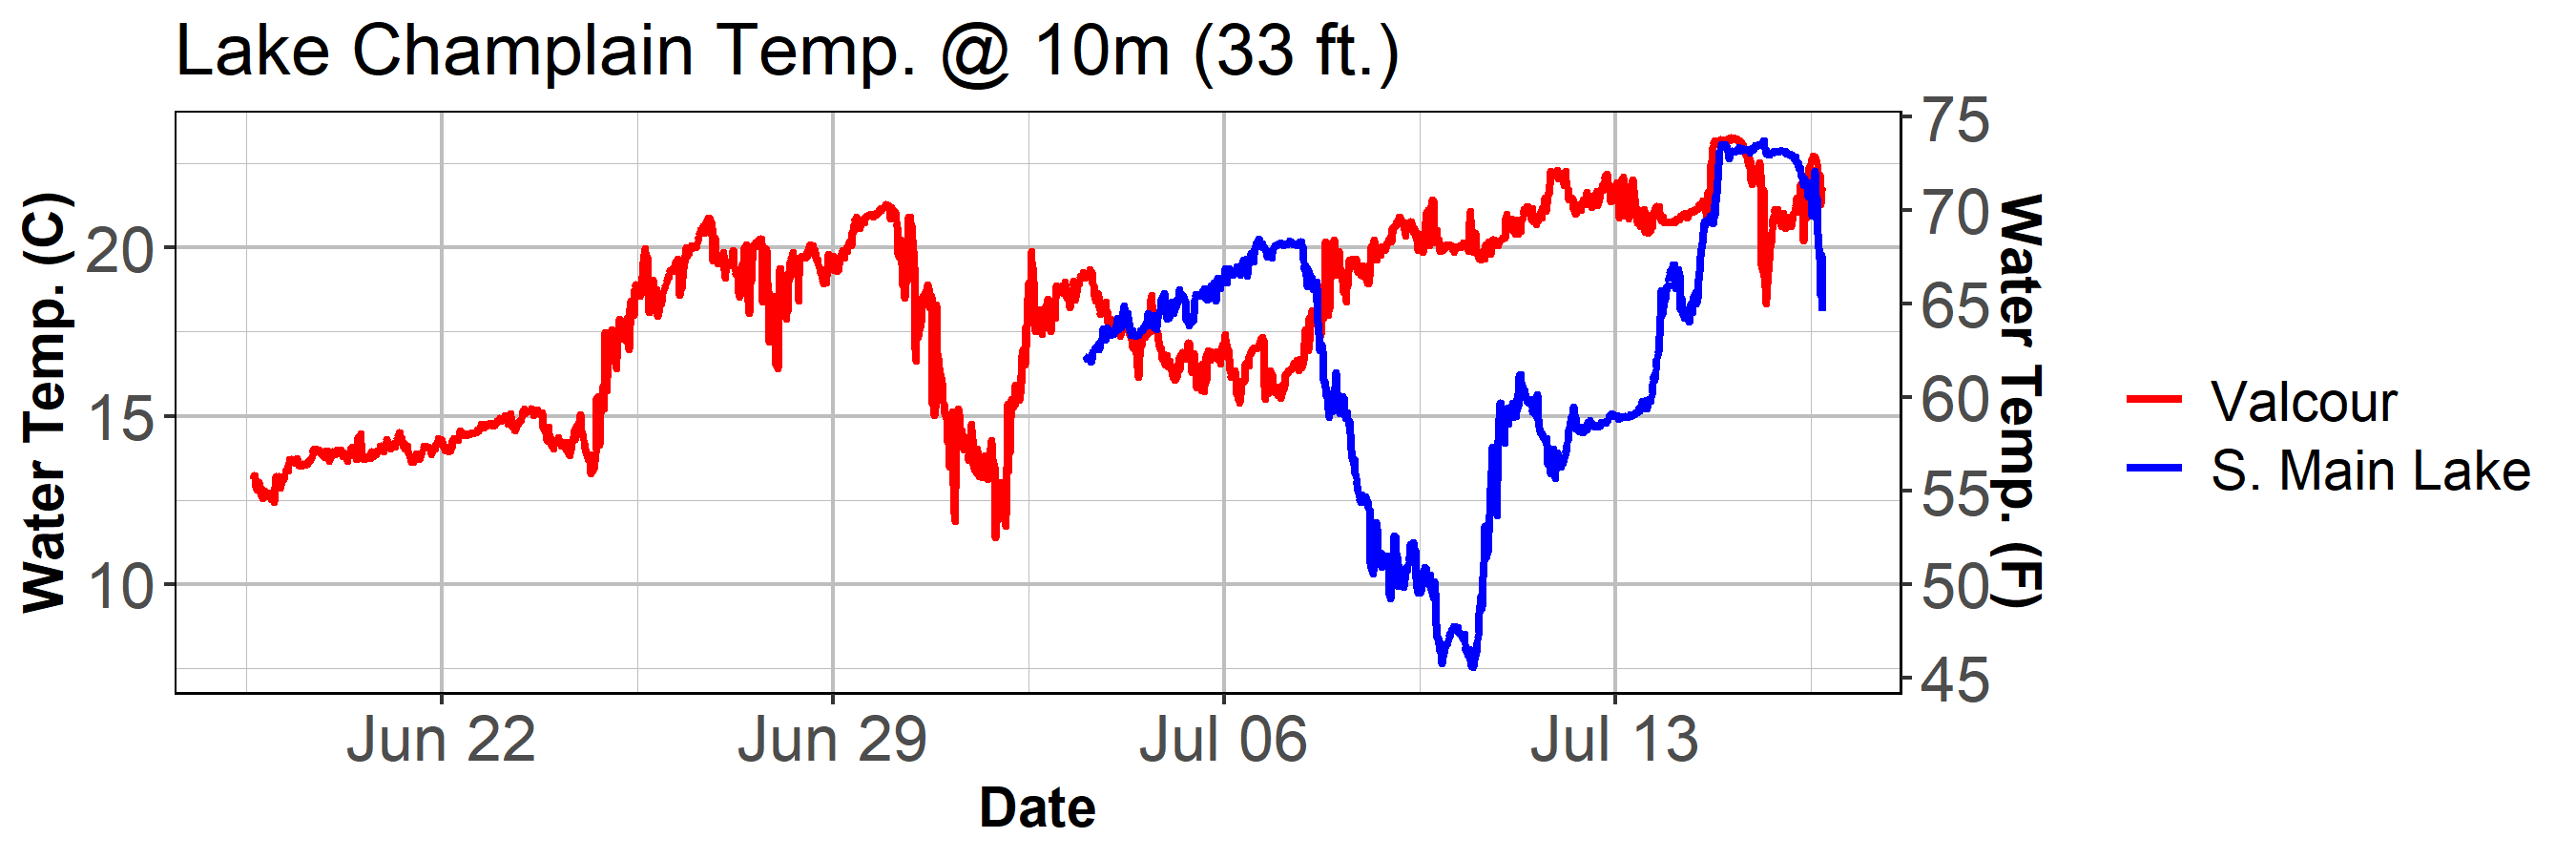 Lake Champlain Temp. @ 10m (33 ft.)
Water Temp. (C)
20
15
10
75
70
65
60
55
50
45
Water Temp. (F)
Jun 22
Jun 29
Jul 06
Jul 13
Date
Valcour
S. Main Lake